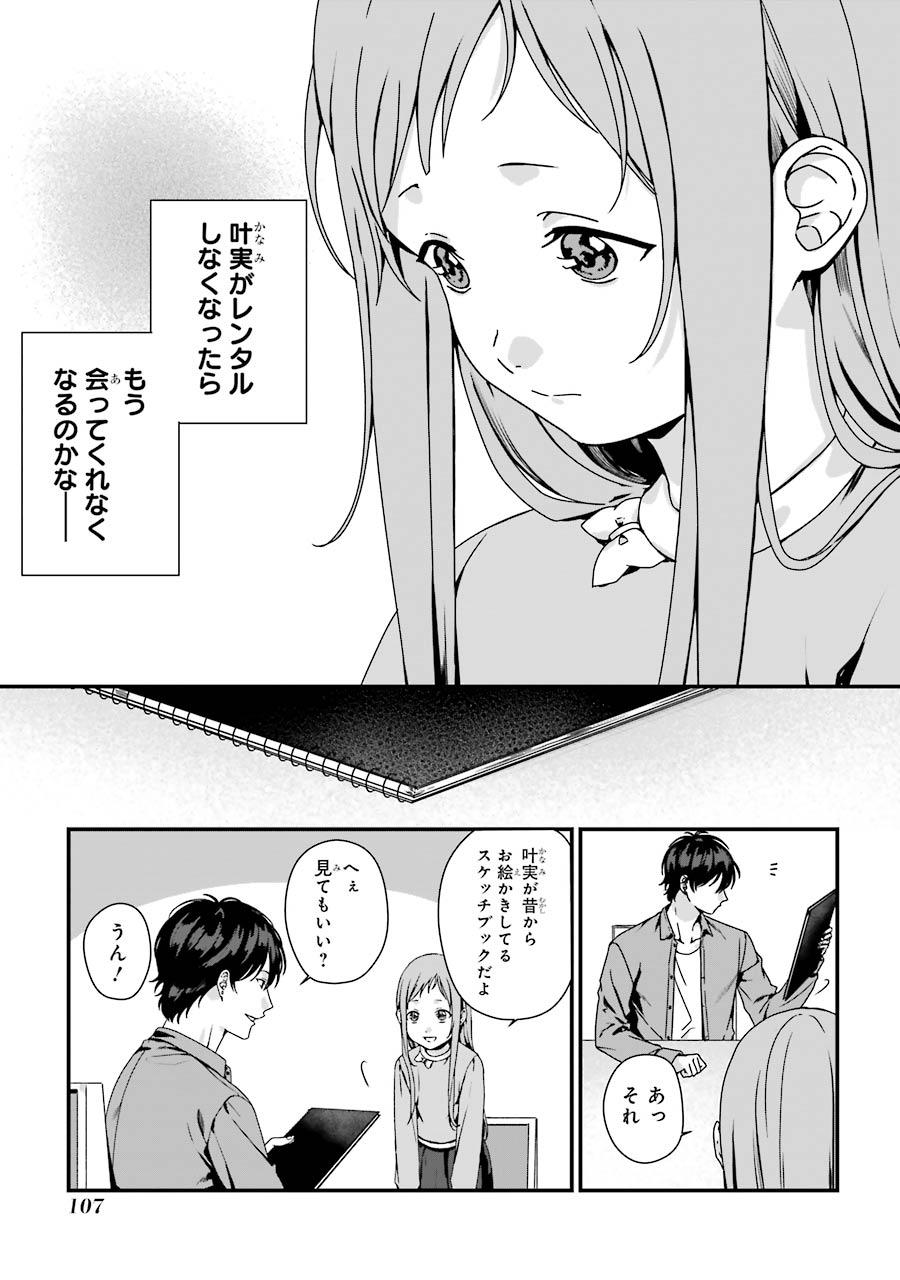 叶実がレンタル
しなくなったら
もう
会ってくれなく
なるのかな――
あっ
それ
叶実が昔から
お絵かきしてる
スケッチブックだよ
へぇ
見てもいい?
うん!
107